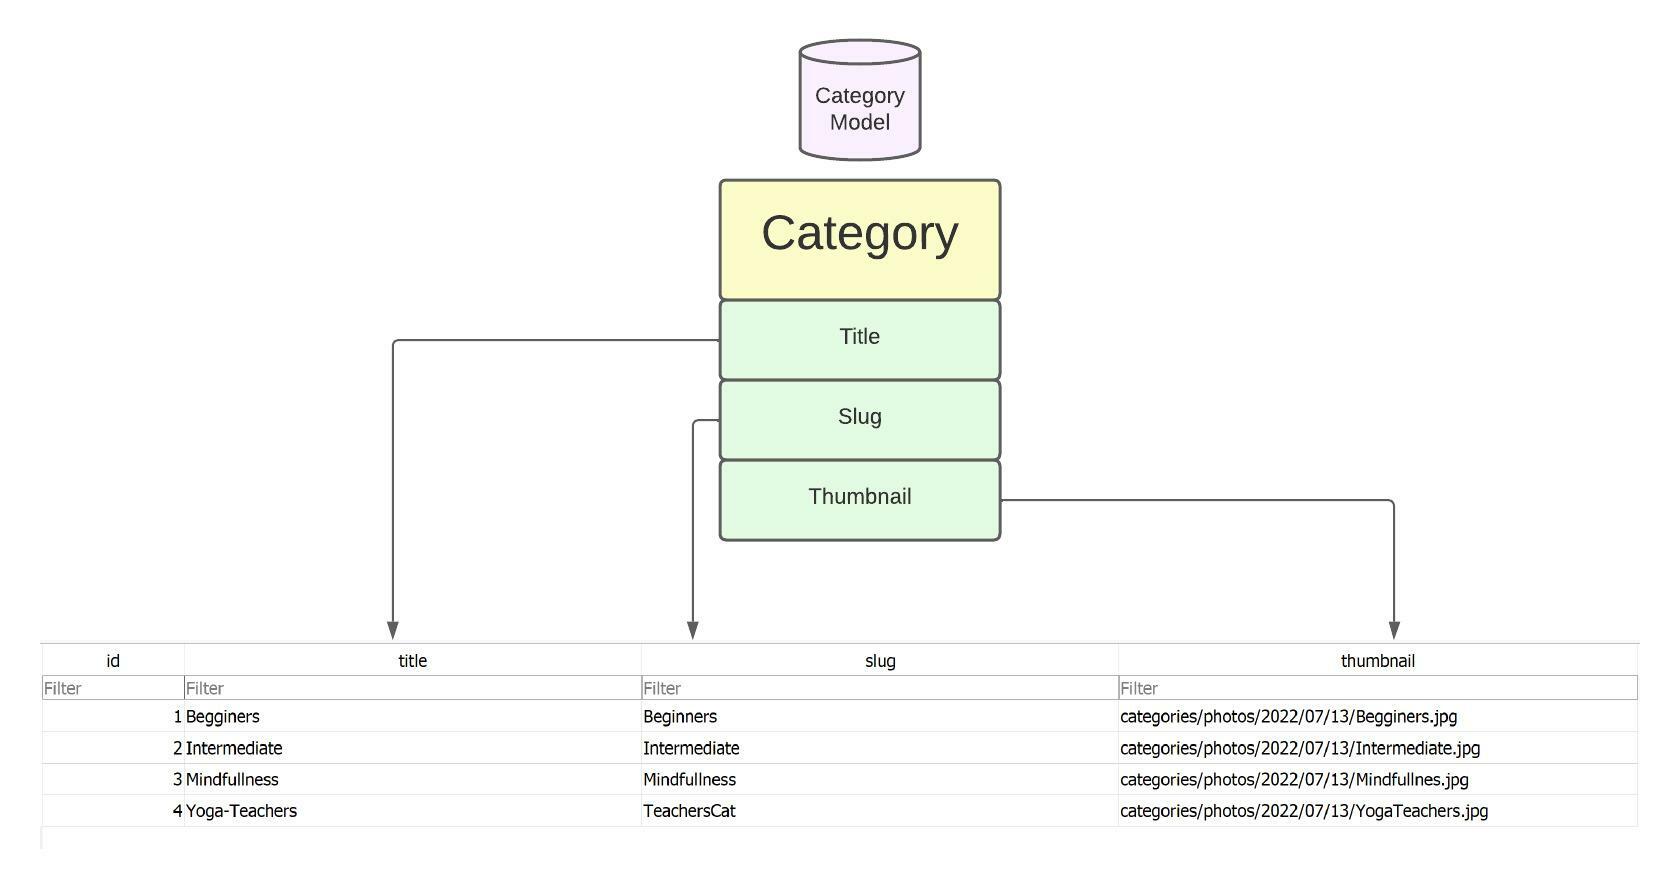 Category
Model
Category
Title
Slug
Thumbnail
id title slug thumbnail
Filter Filter Filter Filter
1 Begginers Beginners categories/photos/2022/07/13/Begginers.jpg
2 Intermediate Intermediate categories/photos/2022/07/13/Intermediate.jpg
3 Mindfullness Mindfullness categories/photos/2022/07/13/Mindfullnes.jpg
4 Yoga-Teachers TeachersCat categories/photos/2022/07/13/YogaTeachers.jpg